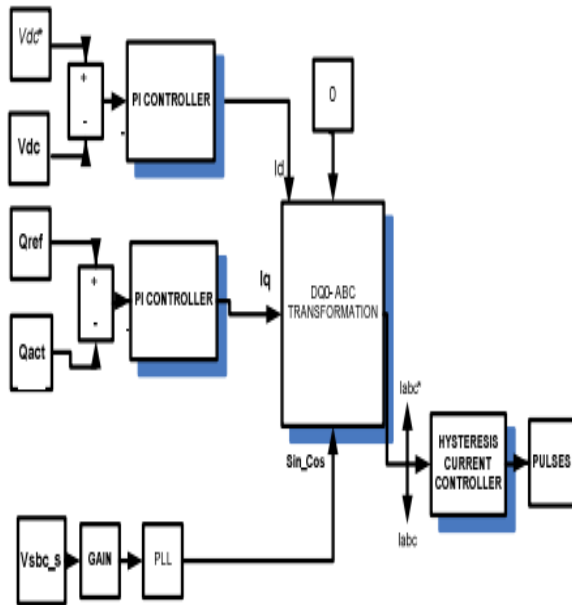 Vdc*
+
-
PI CONTROLLER
-
Vdc
0
Id
Qref
+
-
PI CONTROLLER
-
Qact
Iq
DQ0- ABC
TRANSFORMATION
Sin_Cos
Iabc*
HYSTERESIS
CURRENT
CONTROLLER
PULSES
Iabc
Vsbc_s
GAIN
PLL